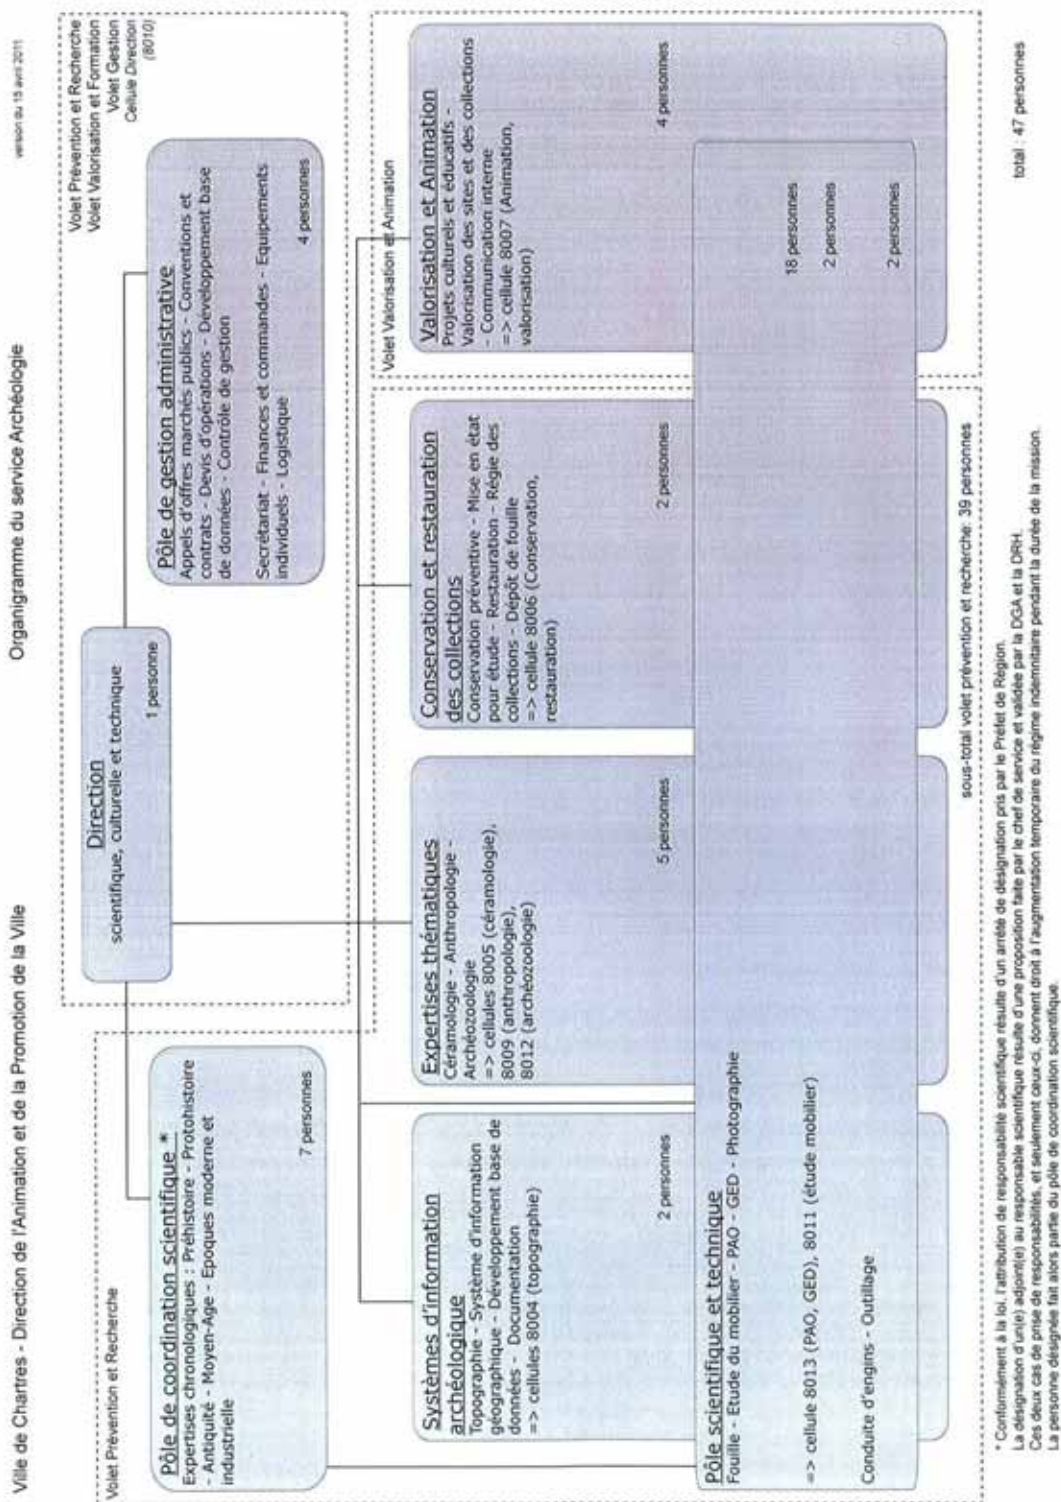 Ville de Chartres - Direction de l'Animation et de la Promotion de la Ville
Organigramme du service Archéologie
version du 15 avril 2011
Volet Prévention et Recherche
Volet Valorisation et Formation
Volet Gestion
Cellule Direction
(8010)
Direction
scientifique, culturelle et technique
1 personne
Volet Prévention et Recherche
Pôle de coordination scientifique *
Expertises chronologiques : Préhistoire - Protohistoire
- Antiquité - Moyen-Age - Epoques moderne et
industrielle
7 personnes
Pôle de gestion administrative
Appels d'offres marchés publics - Conventions et
contrats - Devis d'opérations - Développement base
de données - Contrôle de gestion
Secrétariat - Finances et commandes - Equipements
individuels - Logistique
4 personnes
Systèmes d'information
archéologique
Topographie - Système d'information
géographique - Développement base de
données - Documentation
=> cellules 8004 (topographie)
2 personnes
Expertises thématiques
Céramologie - Anthropologie -
Archéozoologie
=> cellules 8005 (céramologie),
8009 (anthropologie),
8012 (archéozoologie)
5 personnes
Conservation et restauration
des collections
Conservation préventive - Mise en état
pour étude - Restauration - Régie des
collections - Dépôt de fouille
=> cellule 8006 (Conservation,
restauration)
2 personnes
Volet Valorisation et Animation
Valorisation et Animation
Projets culturels et éducatifs -
Valorisation des sites et des collections
- Communication interne
=> cellule 8007 (Animation,
valorisation)
4 personnes
Pôle scientifique et technique
Fouille - Etude du mobilier - PAO - GED - Photographie
18 personnes
=> cellule 8013 (PAO, GED), 8011 (étude mobilier)
2 personnes
Conduite d'engins - Outillage
2 personnes
sous-total volet prévention et recherche: 39 personnes
total : 47 personnes
* Conformément à la loi, l'attribution de responsabilité scientifique résulte d'un arrêté de désignation pris par le Préfet de Région.
La désignation d'un(e) adjoint(e) au responsable scientifique résulte d'une proposition faite par le chef de service et validée par la DGA et la DRH.
Ces deux cas de prise de responsabilités, et seulement ceux-ci, donnent droit à l'augmentation temporaire du régime indemnitaire pendant la durée de la mission.
La personne désignée fait alors partie du pôle de coordination scientifique.